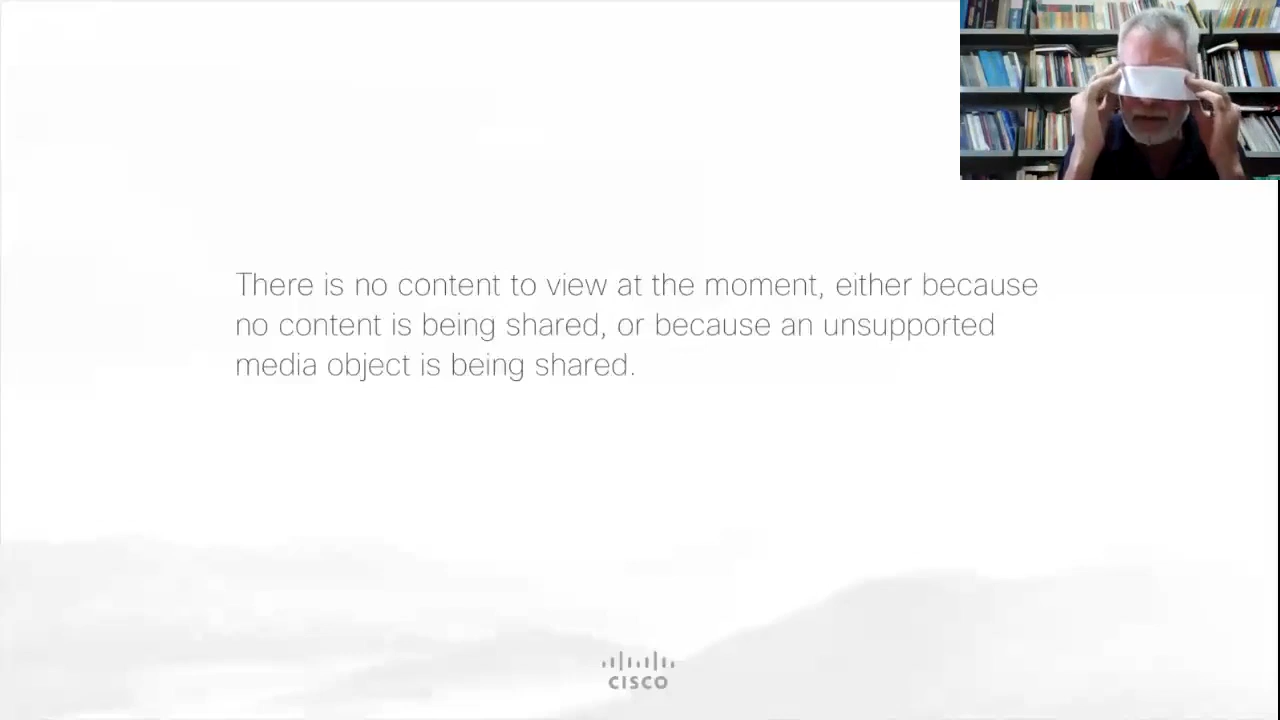 There is no content to view at the moment, either because
no content is being shared, or because an unsupported
media object is being shared.
CISCO